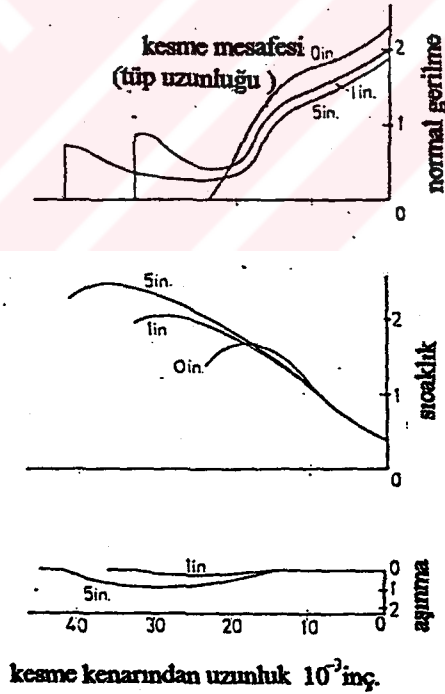 kesme mesafesi
(tüp uzunluğu )
0in.
1in.
5in.
2
1
0
normal gerilme
5in.
1in
0in.
2
1
0
sıcaklık
1in
5in.
0
1
2
aşınma
40 30 20 10 0
kesme kenarından uzunluk 10⁻³inç.